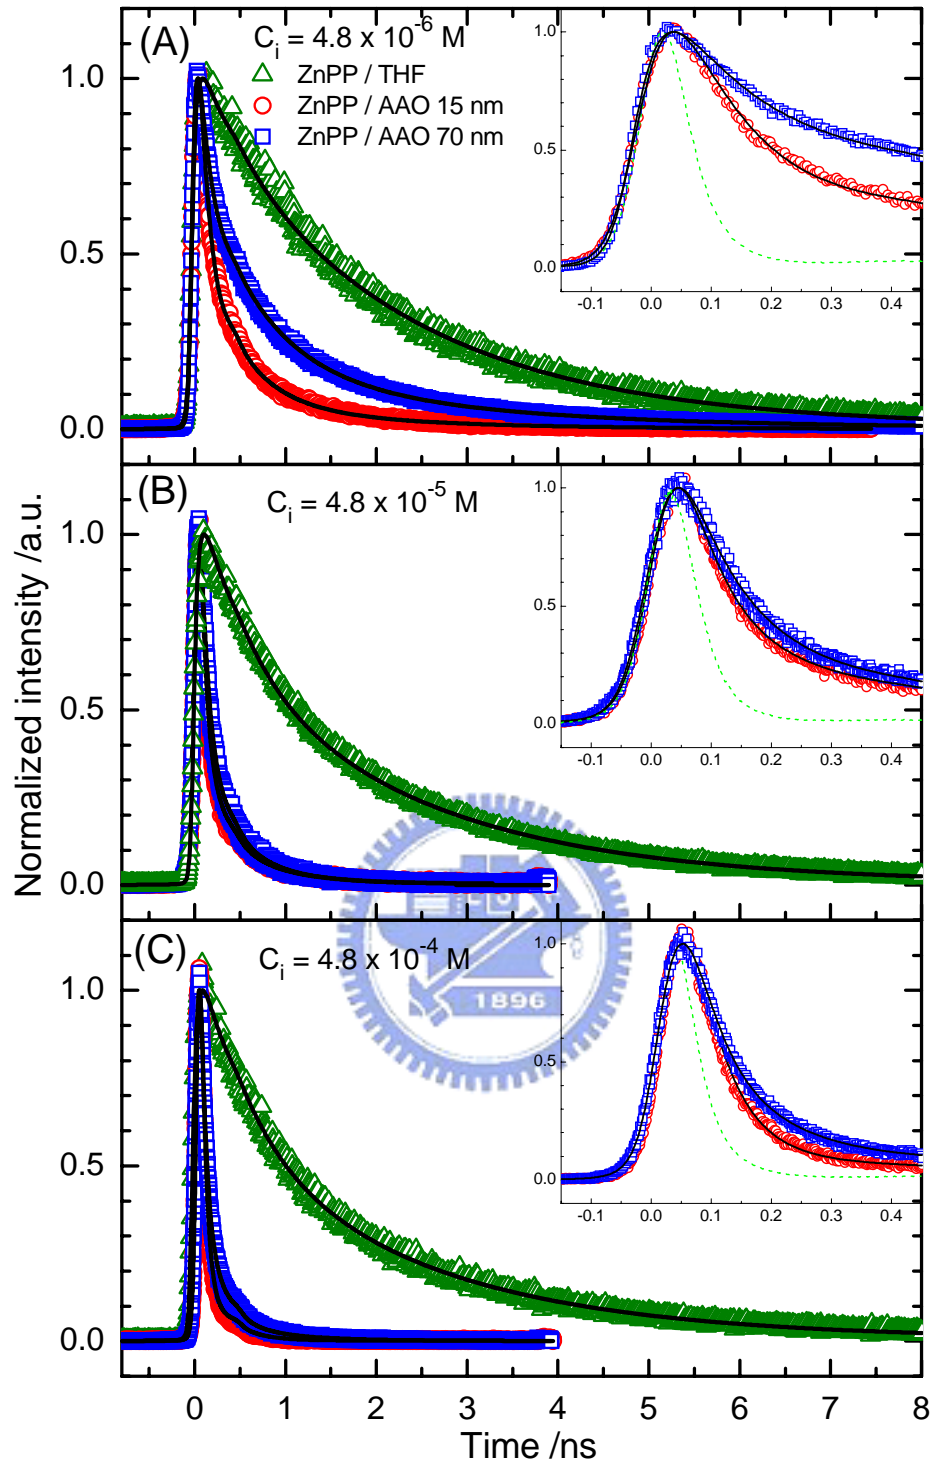 (A)
C_i = 4.8 x 10^-6 M
ZnPP / THF
ZnPP / AAO 15 nm
ZnPP / AAO 70 nm
1.0
0.5
0.0
1.0
0.5
0.0
-0.1 0.0 0.1 0.2 0.3 0.4
(B)
C_i = 4.8 x 10^-5 M
1.0
0.5
0.0
1.0
0.5
0.0
-0.1 0.0 0.1 0.2 0.3 0.4
Normalized intensity /a.u.
(C)
C_i = 4.8 x 10^-4 M
1.0
0.5
0.0
1.0
0.5
0.0
-0.1 0.0 0.1 0.2 0.3 0.4
1896
0 1 2 3 4 5 6 7 8
Time /ns